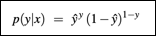 p(y|x) = ŷ^y (1−ŷ)^{1−y}